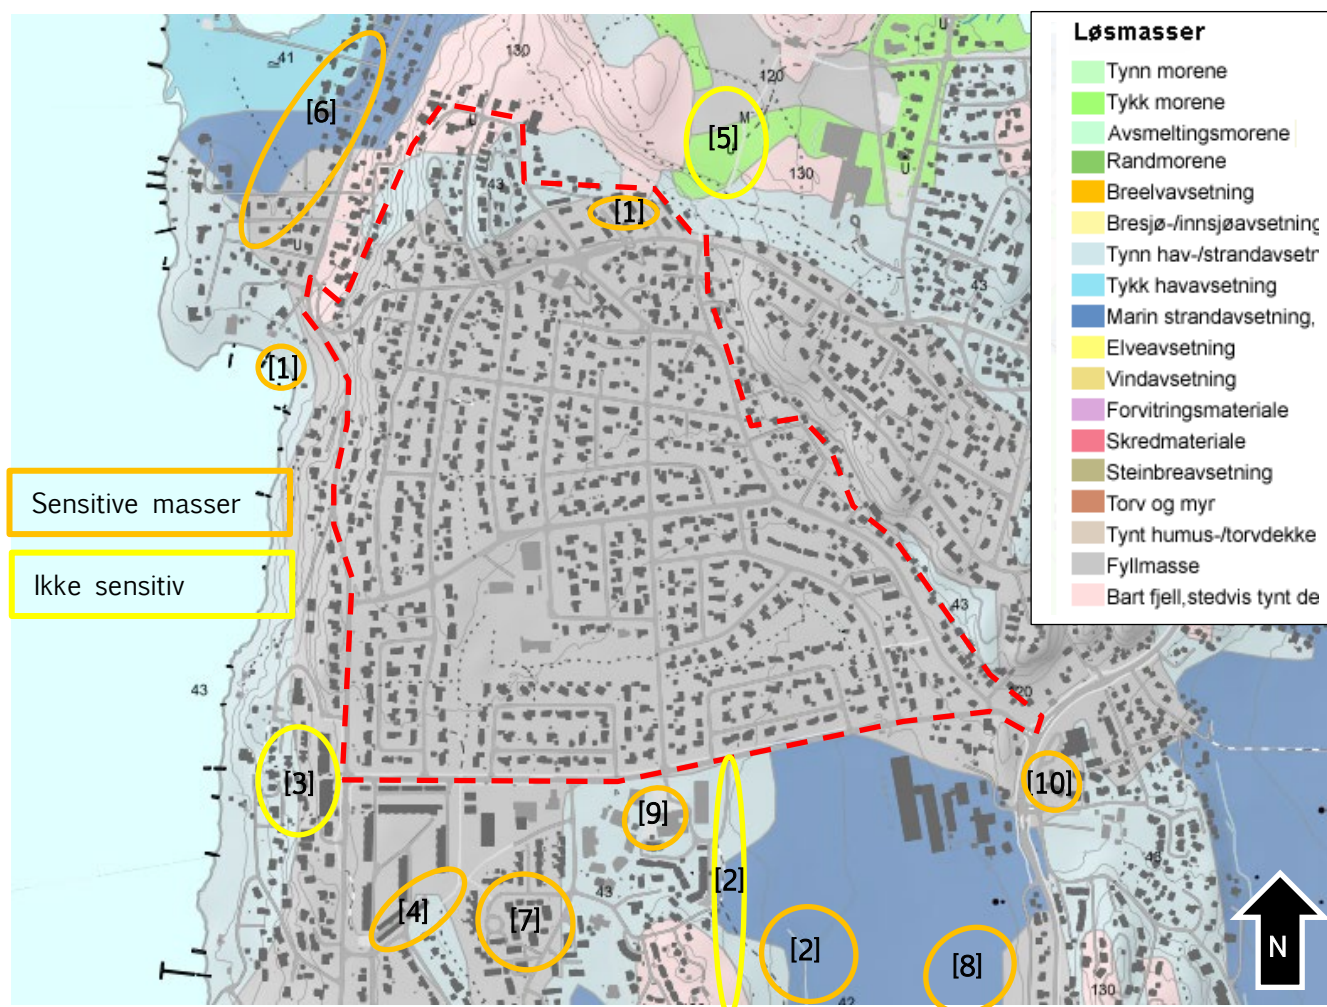 Løsmasser
Tynn morene
Tykk morene
Avsmeltingsmorene
Randmorene
Breelvavsetning
Bresjø-/innsjøavsetning
Tynn hav-/strandavsetn
Tykk havavsetning
Marin strandavsetning,
Elveavsetning
Vindavsetning
Forvitringsmateriale
Skredmateriale
Steinbreavsetning
Torv og myr
Tynt humus-/torvdekke
Fyllmasse
Bart fjell,stedvis tynt de
130
U
41
120
[6]
U
M
[5]
130
U
43
[1]
43
U
[1]
Sensitive masser
Ikke sensitiv
43
43
120
[3]
[10]
[9]
43
43
[2]
[4]
[7]
[2]
[8]
N
130
42